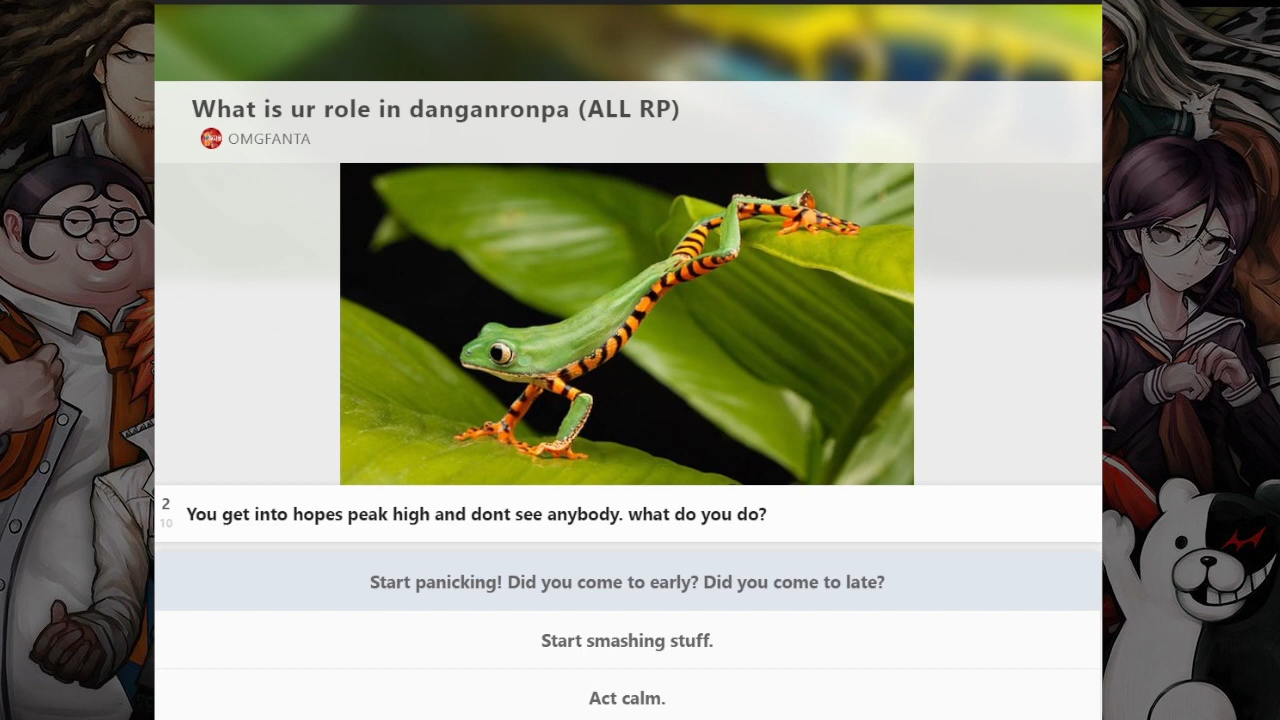 What is ur role in danganronpa (ALL RP)
OMGFANTA
2
10
You get into hopes peak high and dont see anybody. what do you do?
Start panicking! Did you come to early? Did you come to late?
Start smashing stuff.
Act calm.